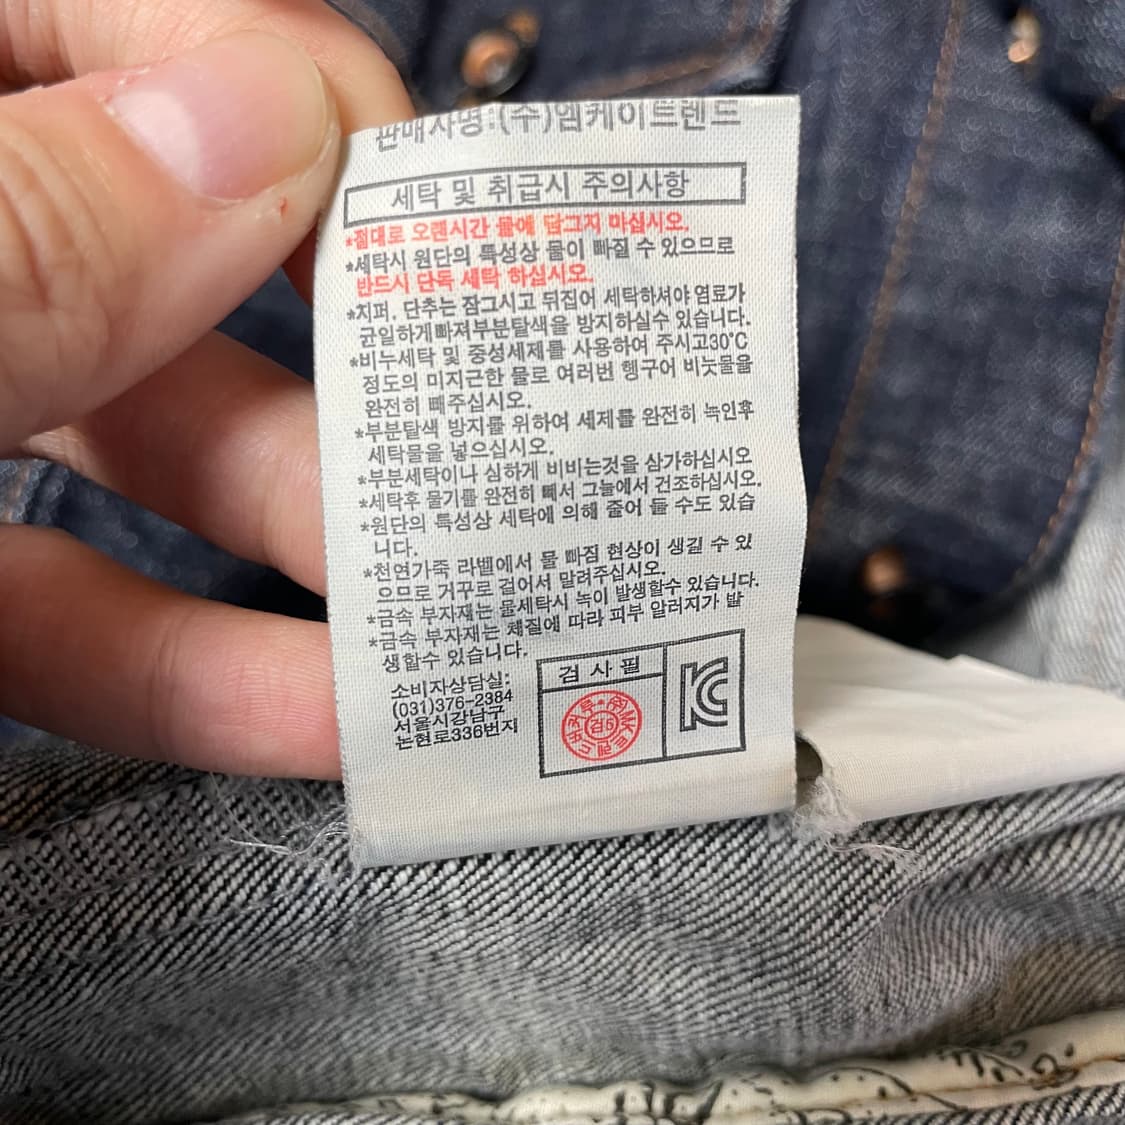 판매사명:(주)엠케이트렌드
세탁 및 취급시 주의사항
*절대로 오랜시간 물에 담그지 마십시오.
*세탁시 원단의 특성상 물이 빠질 수 있으므로
반드시 단독 세탁 하십시오.
*지퍼, 단추는 잠그시고 뒤집어 세탁하셔야 염료가
균일하게빠져부분탈색을 방지하실수 있습니다.
*비누세탁 및 중성세제를 사용하여 주시고30℃
정도의 미지근한 물로 여러번 헹구어 비눗물을
완전히 빼주십시오.
*부분탈색 방지를 위하여 세제를 완전히 녹인후
세탁물을 넣으십시오.
*부분세탁이나 심하게 비비는것을 삼가하십시오
*세탁후 물기를 완전히 빼서 그늘에서 건조하십시오.
*원단의 특성상 세탁에 의해 줄어 들 수도 있습
니다.
*천연가죽 라벨에서 물 빠짐 현상이 생길 수 있
으므로 거꾸로 걸어서 말려주십시오.
*금속 부자재는 물세탁시 녹이 발생할수 있습니다.
*금속 부자재는 체질에 따라 피부 알러지가 발
생할수 있습니다.
소비자상담실:
(031)376-2384
서울시강남구
논현로336번지
검사필
검6
KC